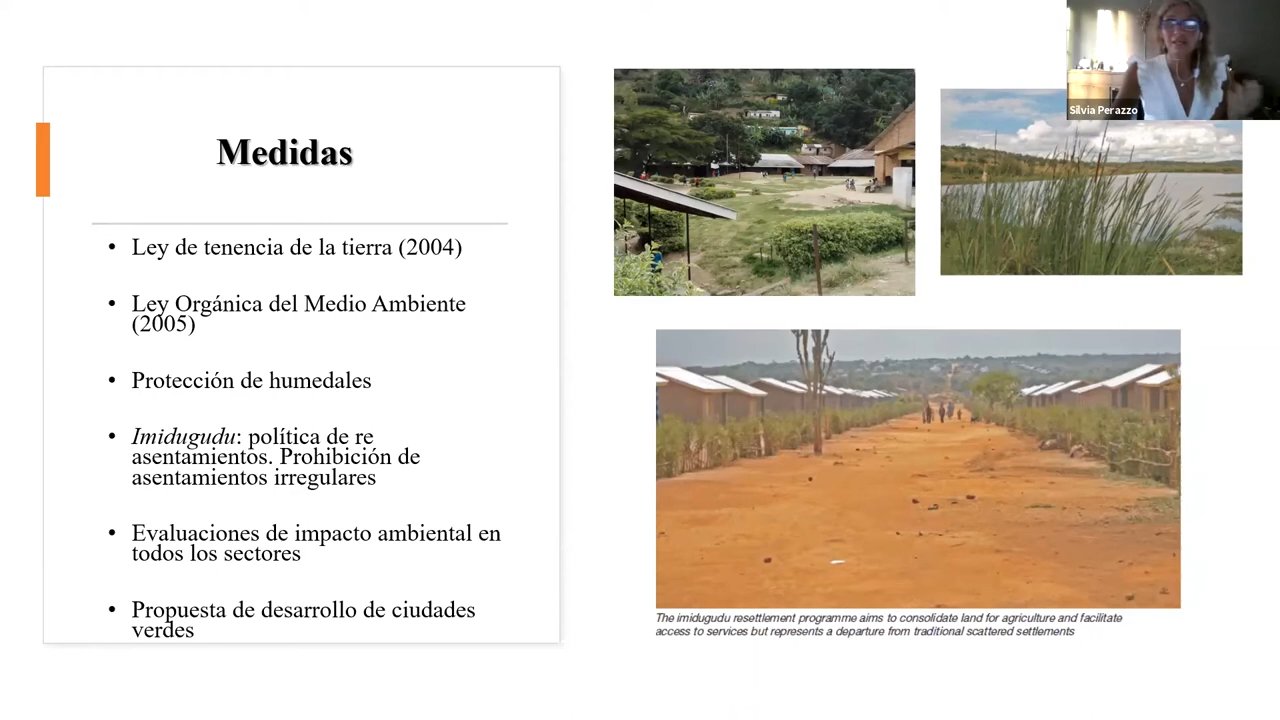 Medidas
• Ley de tenencia de la tierra (2004)
• Ley Orgánica del Medio Ambiente
(2005)
• Protección de humedales
• Imidugudu: política de re
asentamientos. Prohibición de
asentamientos irregulares
• Evaluaciones de impacto ambiental en
todos los sectores
• Propuesta de desarrollo de ciudades
verdes
Silvia Perazzo
The imidugudu resettlement programme aims to consolidate land for agriculture and facilitate
access to services but represents a departure from traditional scattered settlements